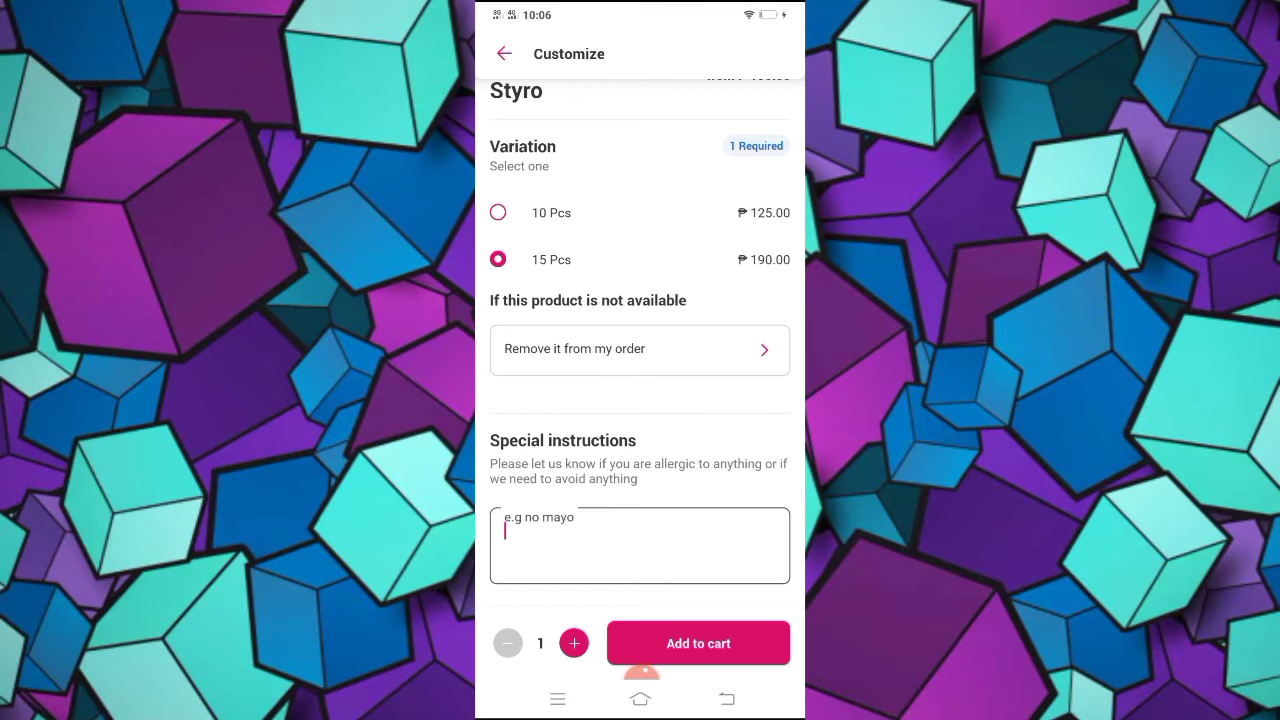 3G 4G 10:06
Customize
Styro
Variation
1 Required
Select one
10 Pcs
₱ 125.00
15 Pcs
₱ 190.00
If this product is not available
Remove it from my order
Special instructions
Please let us know if you are allergic to anything or if
we need to avoid anything
e.g no mayo
1
Add to cart